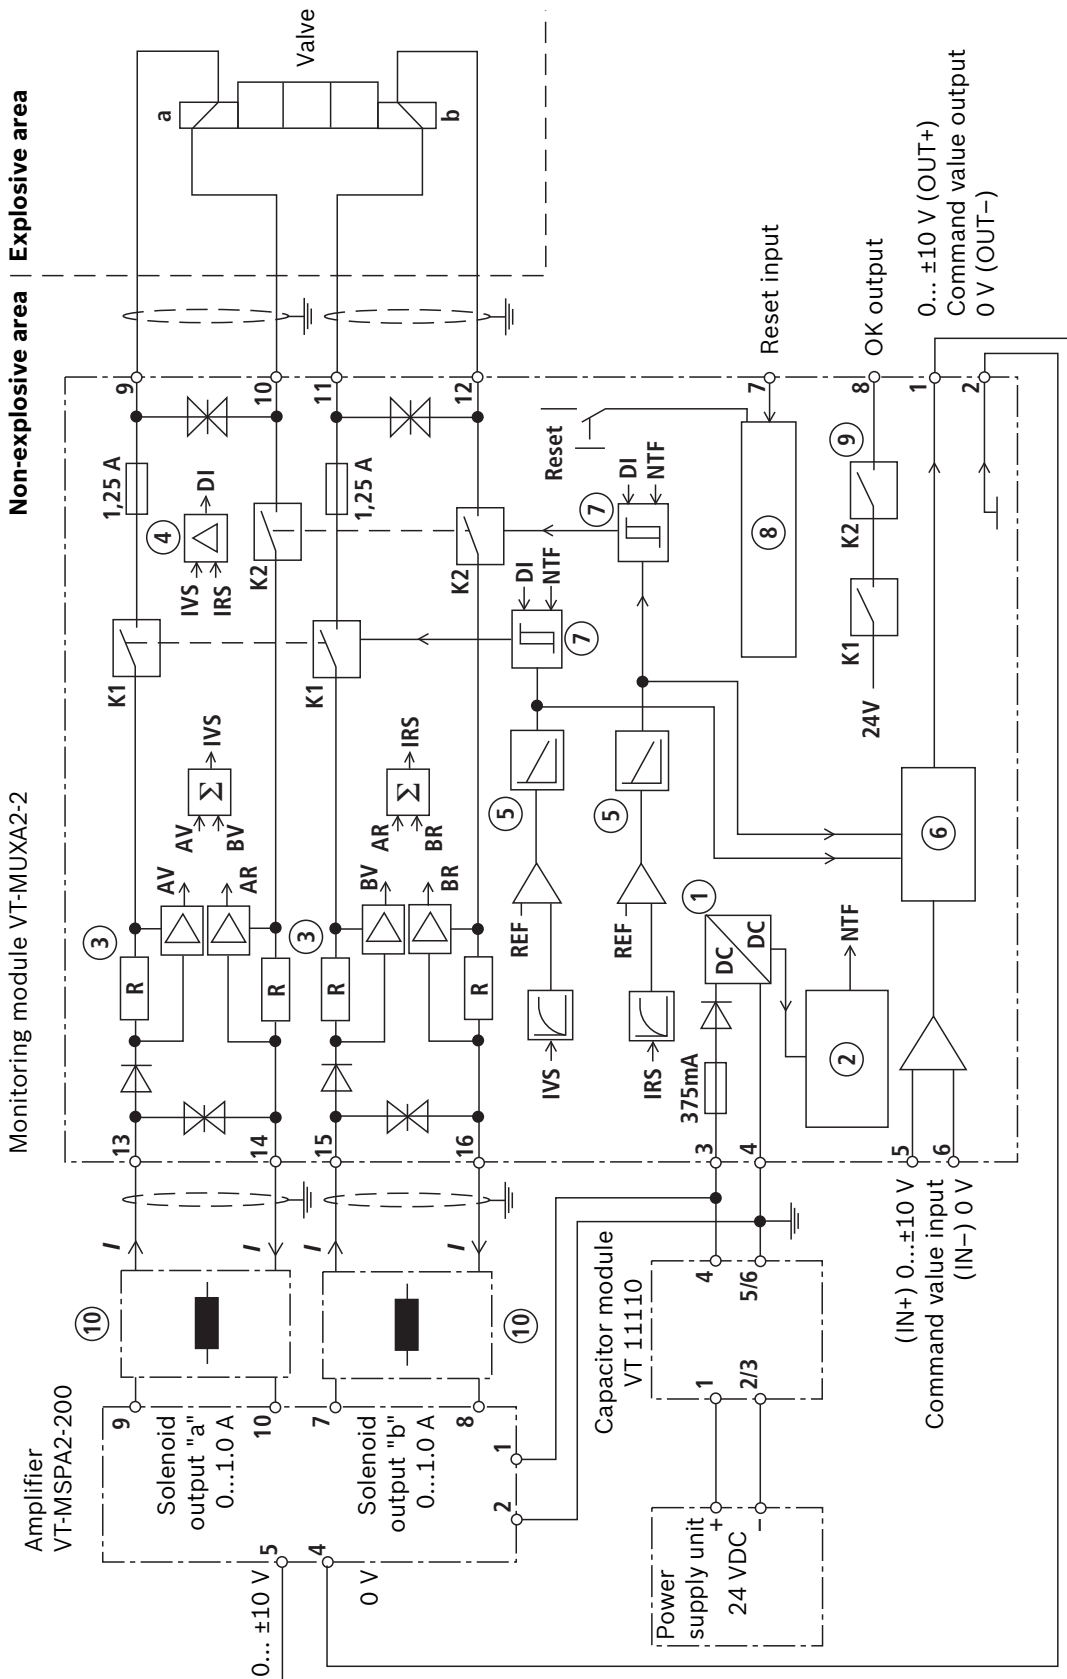 Non-explosive area
Explosive area
Monitoring module VT-MUXA2-2
Amplifier
VT-MSPA2-200
9
Solenoid
output "a"
0...1.0 A
10
7
Solenoid
output "b"
0...1.0 A
8
1
2
5
4
0... ±10 V
0 V
10
10
I
I
I
I
13
14
15
16
R
R
R
R
3
3
AV
AR
BV
BR
AV
BV
Σ
IVS
AR
BR
Σ
IRS
K1
K1
K2
K2
IVS
IRS
4
DI
1,25 A
1,25 A
9
10
11
12
a
b
Valve
IVS
REF
5
IRS
REF
5
7
DI
NTF
7
DI
NTF
Reset
8
7
Reset input
24V
K1
K2
9
8
OK output
3
4
375mA
DC
DC
1
2
NTF
6
5
6
(IN+) 0...±10 V
Command value input
(IN−) 0 V
1
2
0... ±10 V (OUT+)
Command value output
0 V (OUT−)
Capacitor module
VT 11110
4
5/6
1
2/3
Power
supply unit
24 VDC
+
−